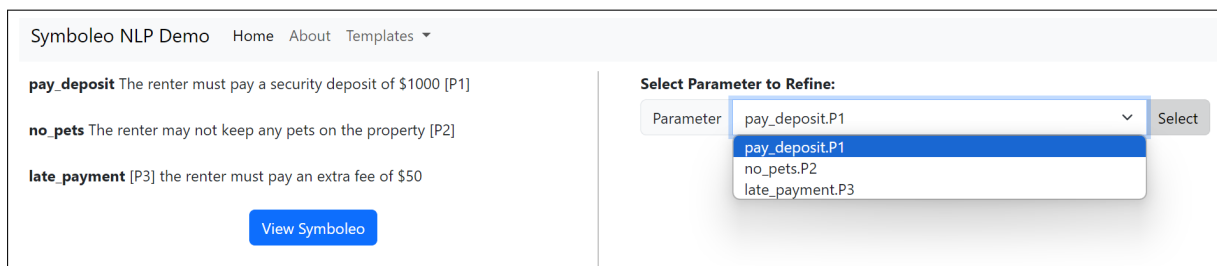 Symboleo NLP Demo Home About Templates
pay_deposit The renter must pay a security deposit of $1000 [P1]
no_pets The renter may not keep any pets on the property [P2]
late_payment [P3] the renter must pay an extra fee of $50
View Symboleo
Select Parameter to Refine:
Parameter pay_deposit.P1 Select
pay_deposit.P1
no_pets.P2
late_payment.P3